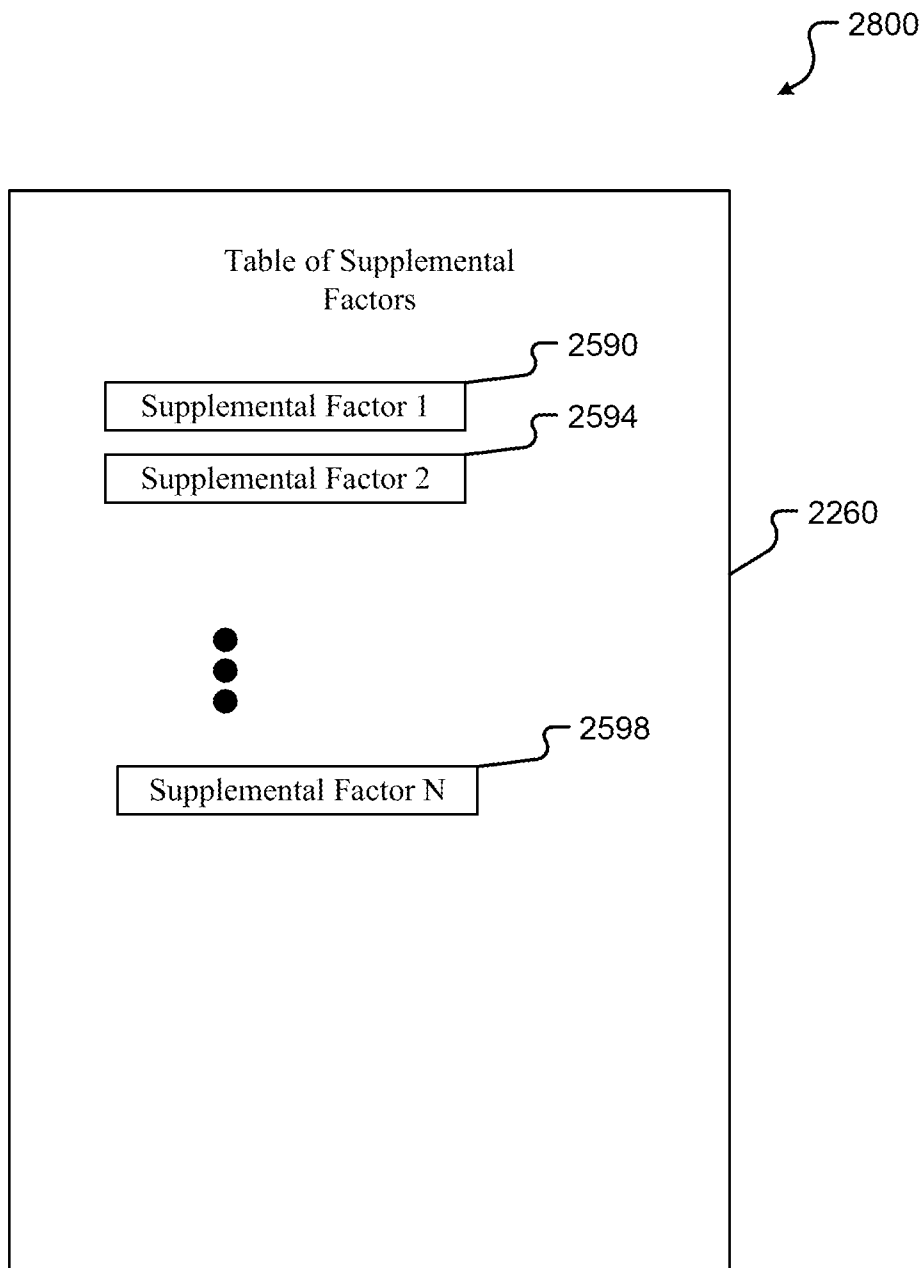 2800
Table of Supplemental
Factors
2590
Supplemental Factor 1
2594
Supplemental Factor 2
2260
2598
Supplemental Factor N